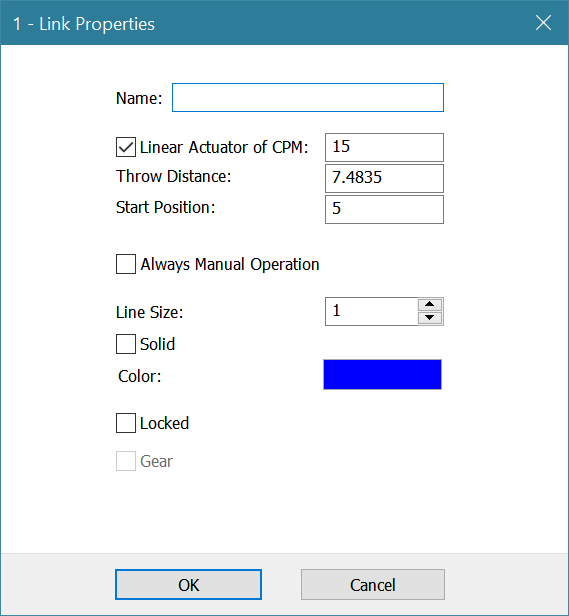 1 - Link Properties
Name:
Linear Actuator of CPM: 15
Throw Distance: 7.4835
Start Position: 5
Always Manual Operation
Line Size: 1
Solid
Color:
Locked
Gear
OK Cancel